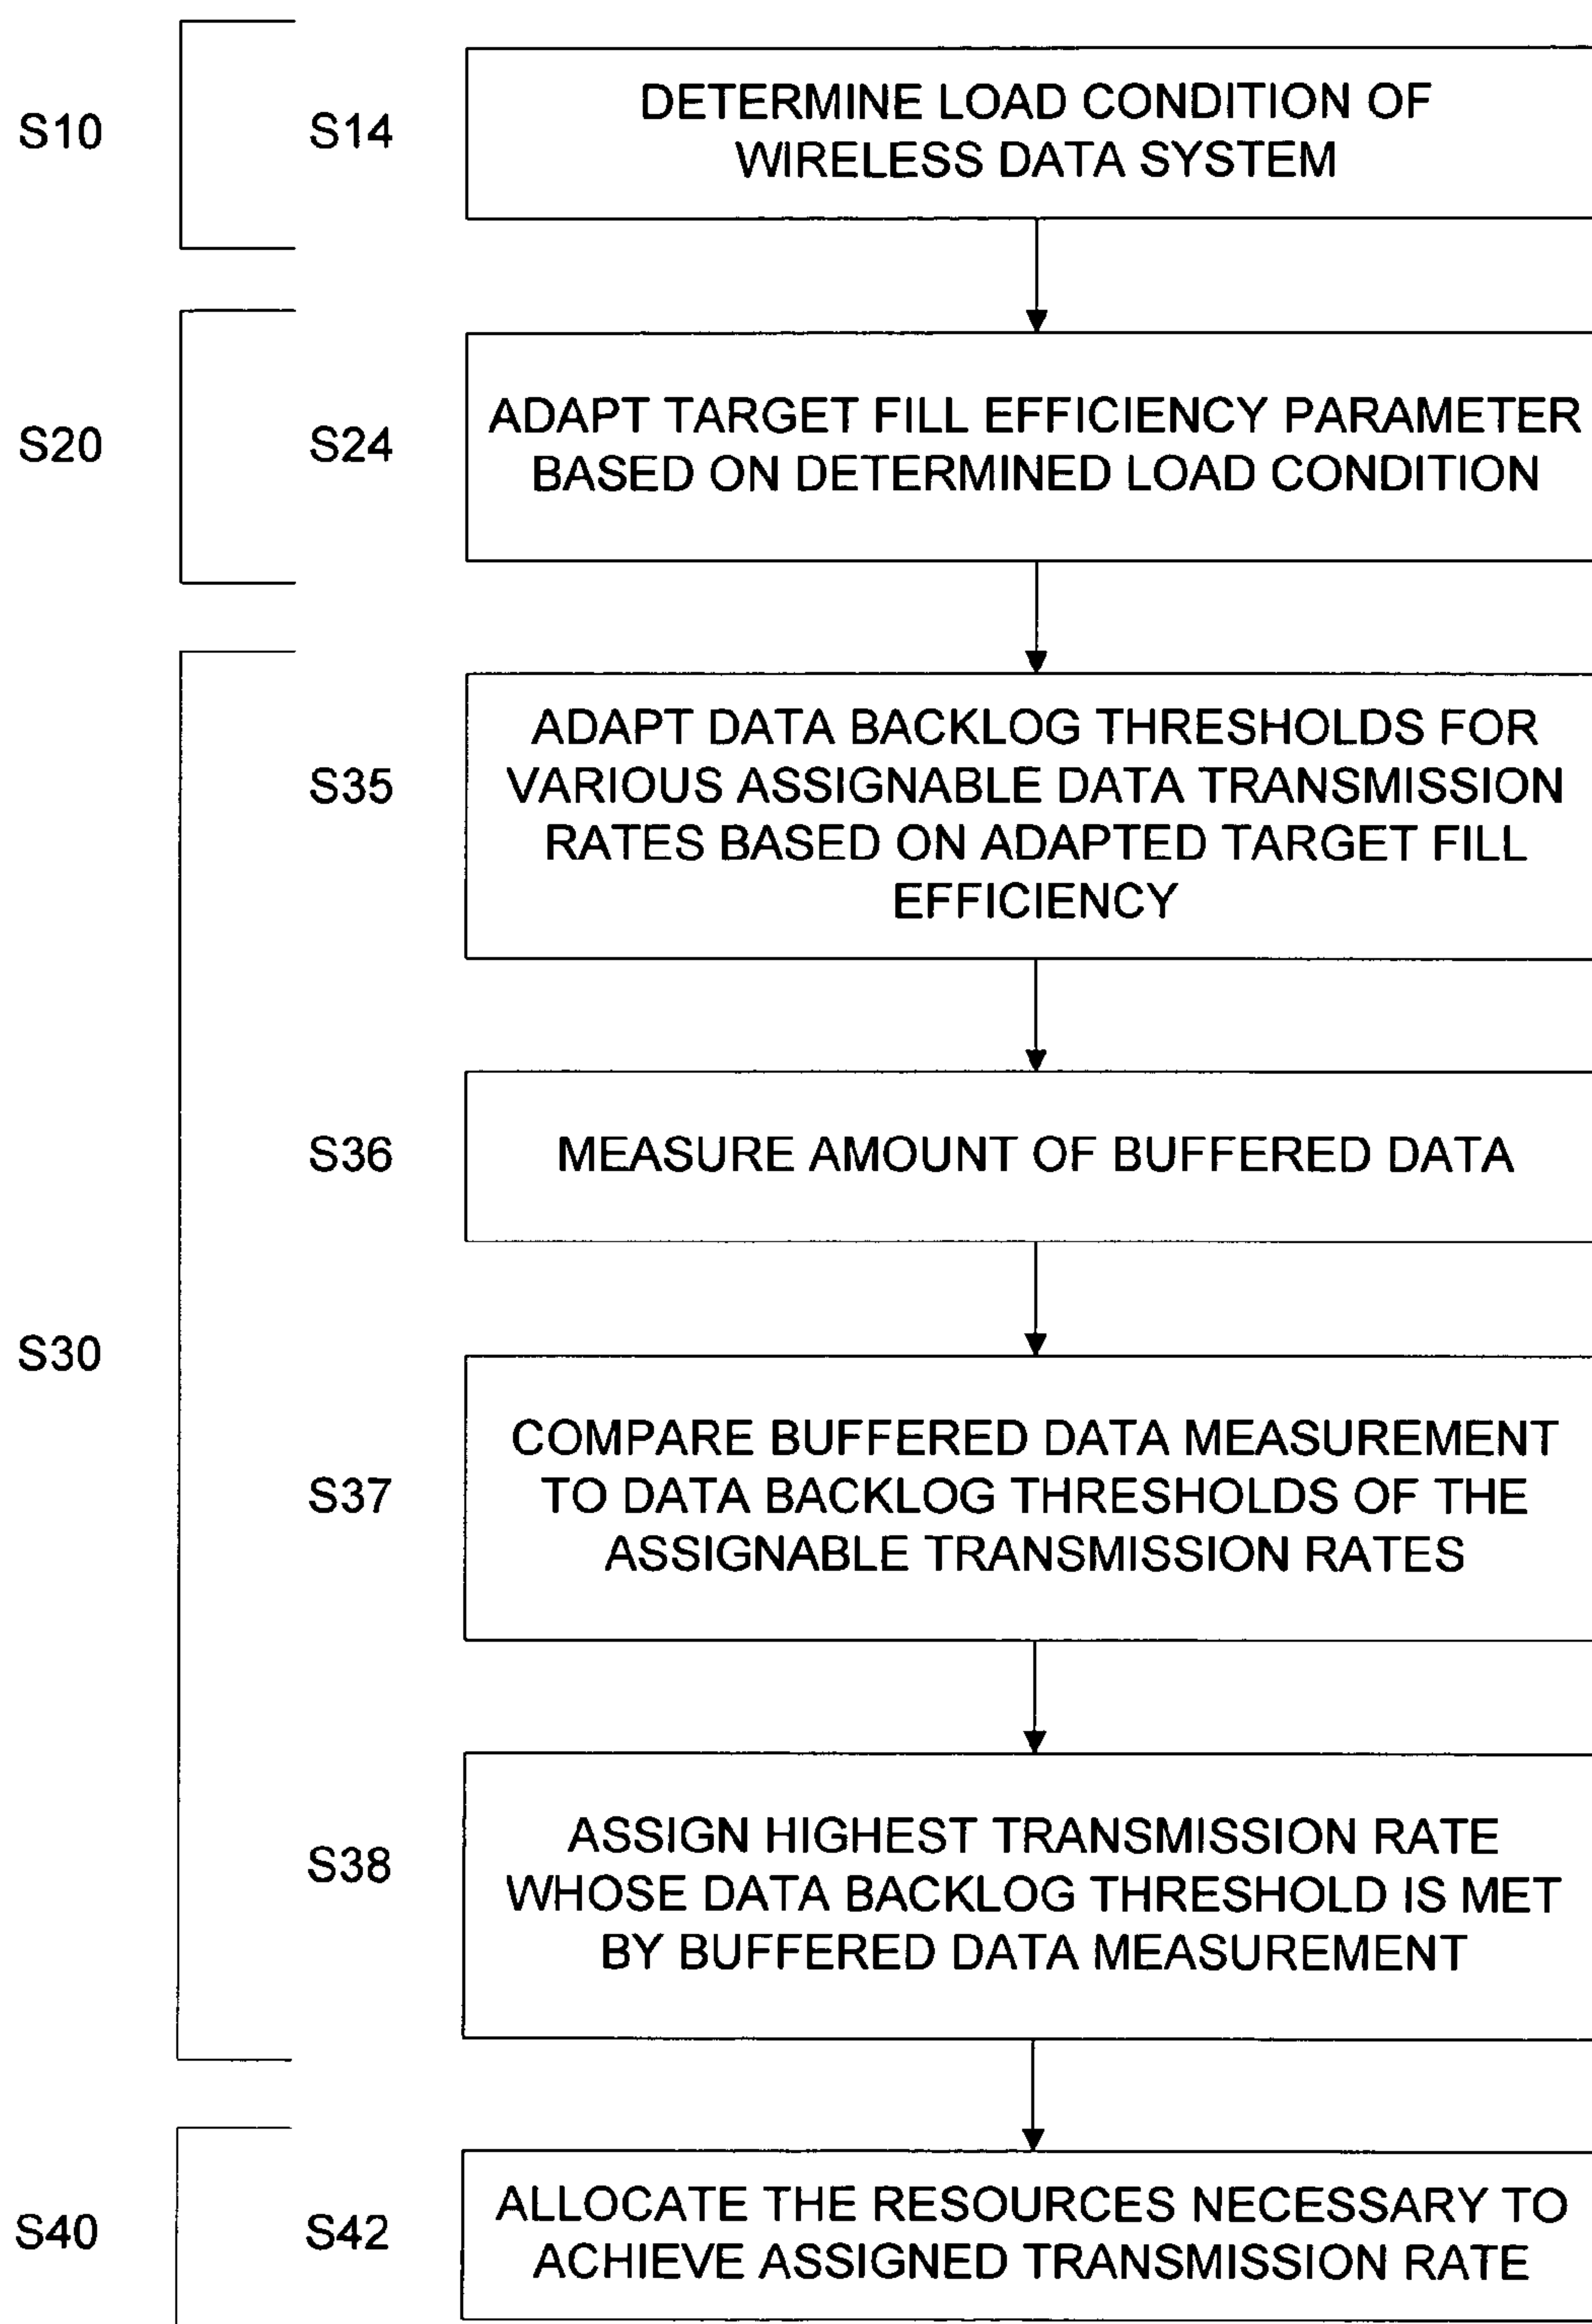 S10
S14
DETERMINE LOAD CONDITION OF
WIRELESS DATA SYSTEM
S20
S24
ADAPT TARGET FILL EFFICIENCY PARAMETER
BASED ON DETERMINED LOAD CONDITION
S30
S35
ADAPT DATA BACKLOG THRESHOLDS FOR
VARIOUS ASSIGNABLE DATA TRANSMISSION
RATES BASED ON ADAPTED TARGET FILL
EFFICIENCY
S36
MEASURE AMOUNT OF BUFFERED DATA
S37
COMPARE BUFFERED DATA MEASUREMENT
TO DATA BACKLOG THRESHOLDS OF THE
ASSIGNABLE TRANSMISSION RATES
S38
ASSIGN HIGHEST TRANSMISSION RATE
WHOSE DATA BACKLOG THRESHOLD IS MET
BY BUFFERED DATA MEASUREMENT
S40
S42
ALLOCATE THE RESOURCES NECESSARY TO
ACHIEVE ASSIGNED TRANSMISSION RATE